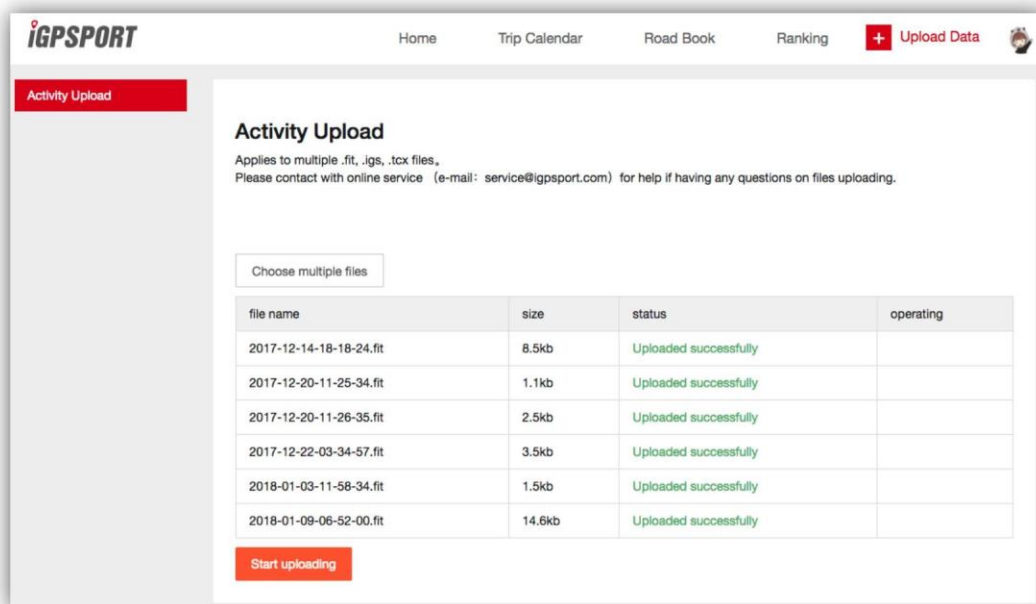 iGPSPORT
Home Trip Calendar Road Book Ranking + Upload Data
Activity Upload
Activity Upload
Applies to multiple .fit, .igs, .tcx files。
Please contact with online service （e-mail：service@igpsport.com）for help if having any questions on files uploading.
Choose multiple files
file name size status operating
2017-12-14-18-18-24.fit 8.5kb Uploaded successfully
2017-12-20-11-25-34.fit 1.1kb Uploaded successfully
2017-12-20-11-26-35.fit 2.5kb Uploaded successfully
2017-12-22-03-34-57.fit 3.5kb Uploaded successfully
2018-01-03-11-58-34.fit 1.5kb Uploaded successfully
2018-01-09-06-52-00.fit 14.6kb Uploaded successfully
Start uploading